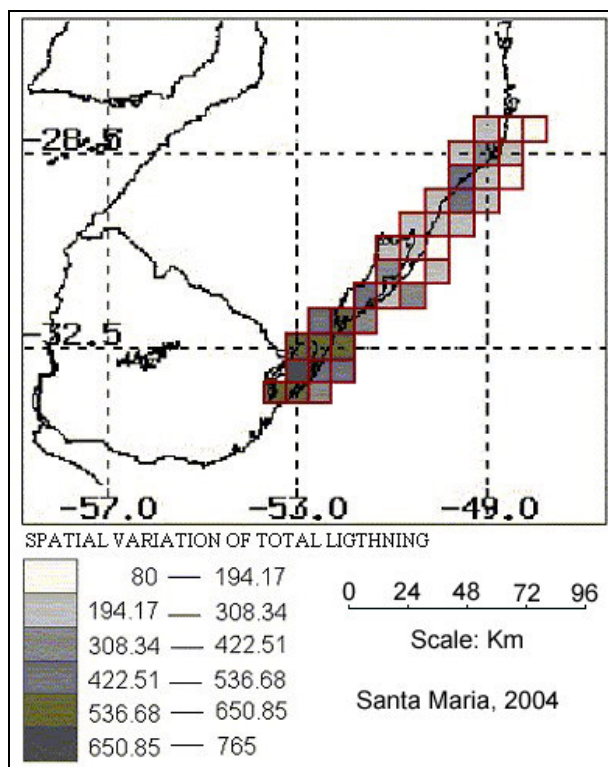 -28.5
-32.5
-57.0 -53.0 -49.0
SPATIAL VARIATION OF TOTAL LIGTHNING
80 — 194.17
194.17 — 308.34
308.34 — 422.51
422.51 — 536.68
536.68 — 650.85
650.85 — 765
0 24 48 72 96
Scale: Km
Santa Maria, 2004